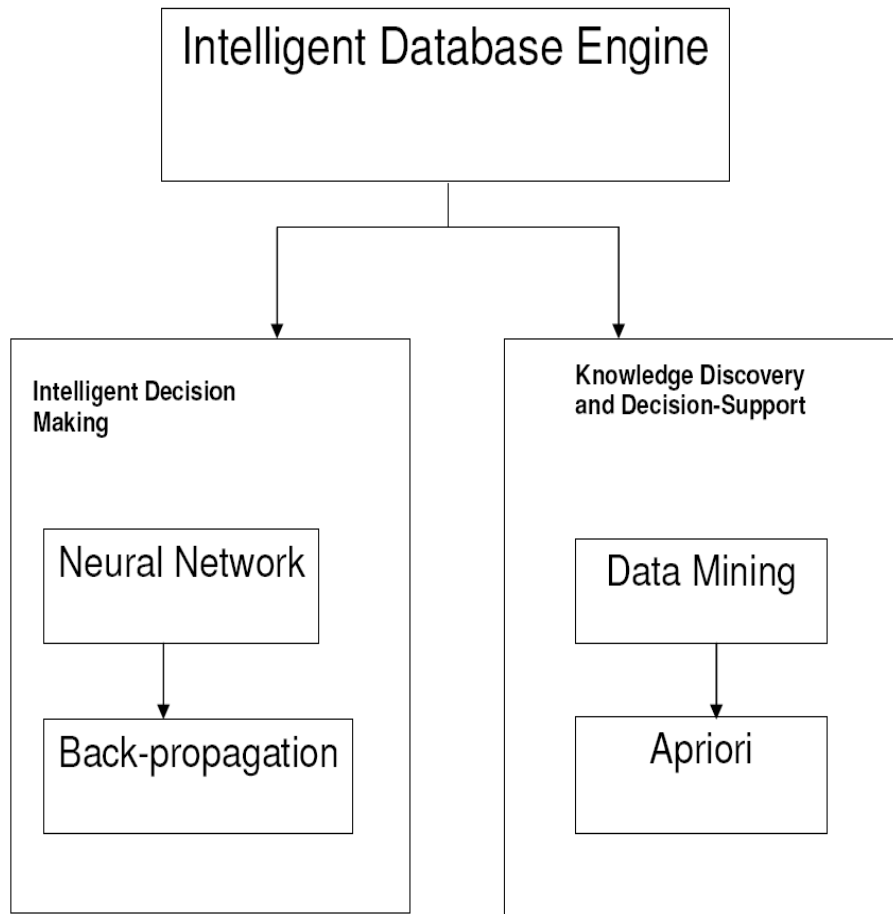 Intelligent Database Engine
Intelligent Decision
Making
Neural Network
Back-propagation
Knowledge Discovery
and Decision-Support
Data Mining
Apriori